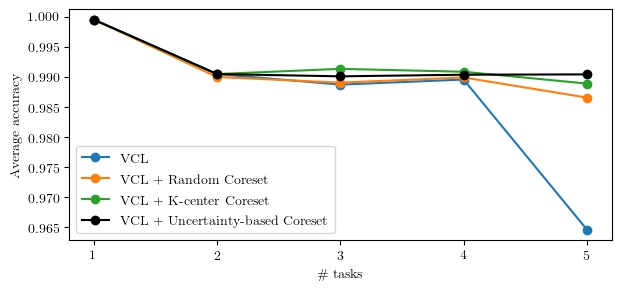 1.000
0.995
0.990
0.985
0.980
0.975
0.970
0.965
Average accuracy
VCL
VCL + Random Coreset
VCL + K-center Coreset
VCL + Uncertainty-based Coreset
1 2 3 4 5
# tasks